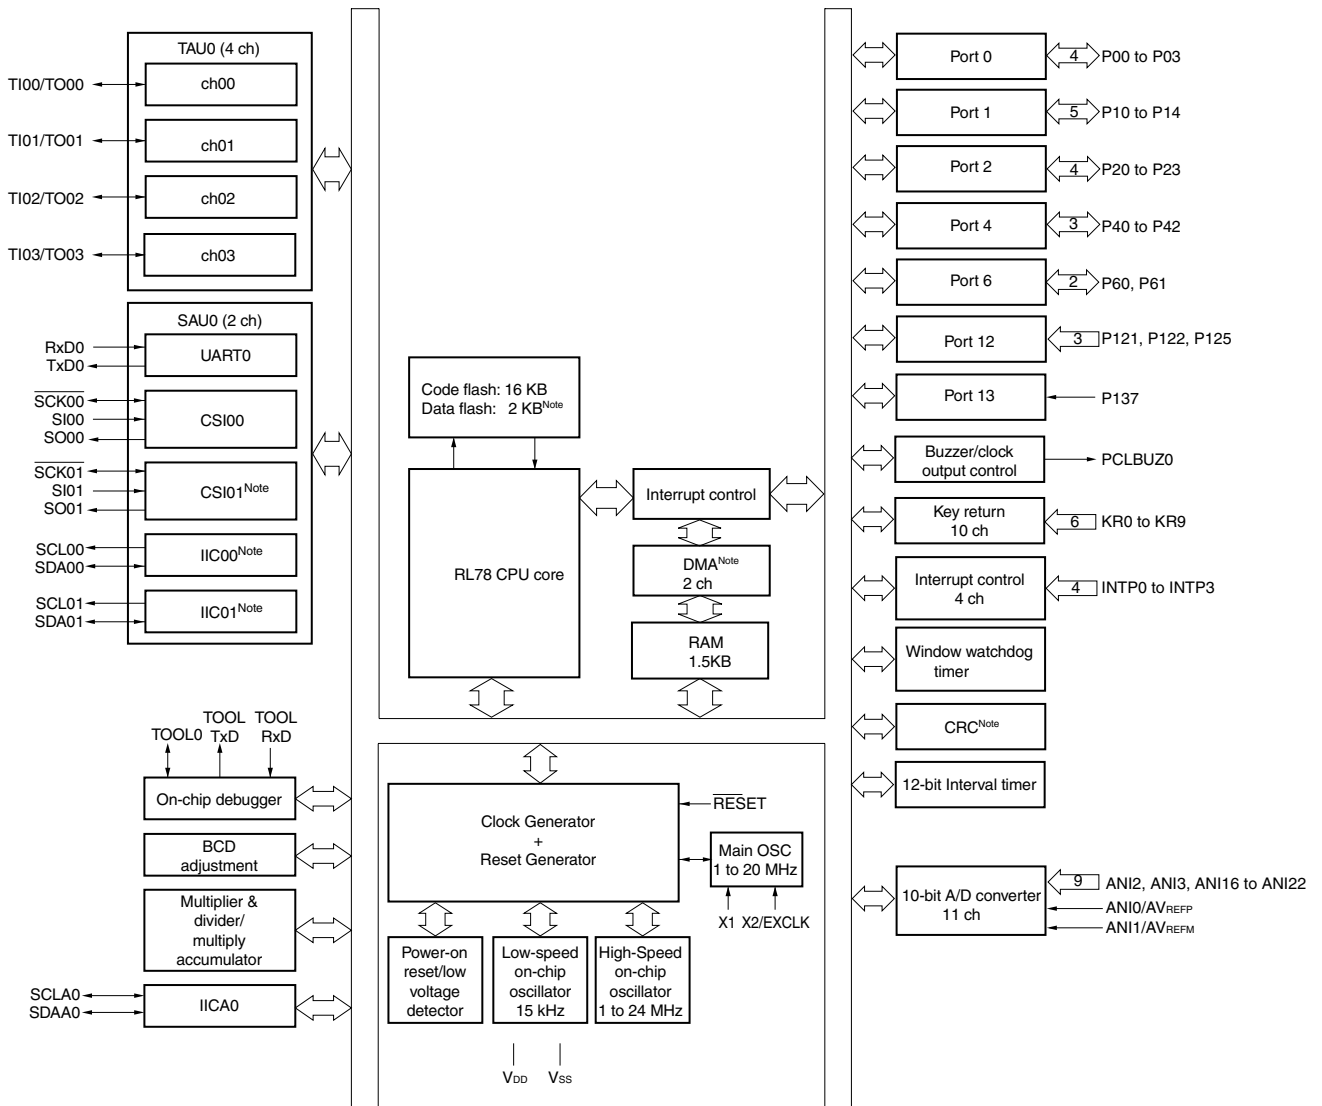 TAU0 (4 ch)
TI00/TO00
ch00
TI01/TO01
ch01
TI02/TO02
ch02
TI03/TO03
ch03
SAU0 (2 ch)
RxD0
TxD0
UART0
SCK00
SI00
SO00
CSI00
SCK01
SI01
SO01
CSI01Note
SCL00
SDA00
IIC00Note
SCL01
SDA01
IIC01Note
TOOL0
TOOL
TxD
TOOL
RxD
On-chip debugger
BCD
adjustment
Multiplier &
divider/
multiply
accumulator
SCLA0
SDAA0
IICA0
Code flash: 16 KB
Data flash: 2 KBNote
RL78 CPU core
Interrupt control
DMANote
2 ch
RAM
1.5KB
Clock Generator
+
Reset Generator
RESET
Main OSC
1 to 20 MHz
X1 X2/EXCLK
Power-on
reset/low
voltage
detector
Low-speed
on-chip
oscillator
15 kHz
High-Speed
on-chip
oscillator
1 to 24 MHz
VDD
VSS
Port 0
4
P00 to P03
Port 1
5
P10 to P14
Port 2
4
P20 to P23
Port 4
3
P40 to P42
Port 6
2
P60, P61
Port 12
3
P121, P122, P125
Port 13
P137
Buzzer/clock
output control
PCLBUZ0
Key return
10 ch
6
KR0 to KR9
Interrupt control
4 ch
4
INTP0 to INTP3
Window watchdog
timer
CRCNote
12-bit Interval timer
10-bit A/D converter
11 ch
9
ANI2, ANI3, ANI16 to ANI22
ANI0/AVREFP
ANI1/AVREFM